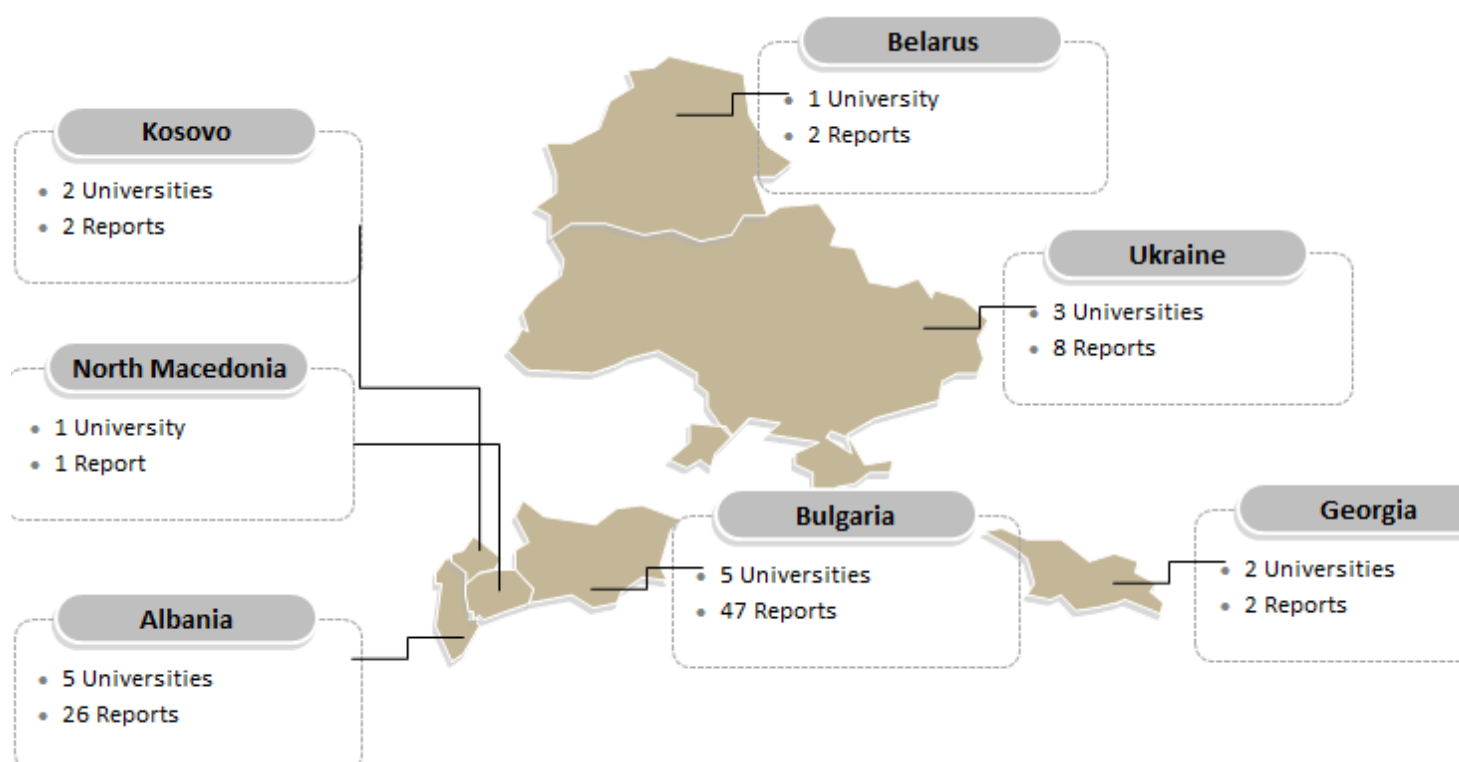 Belarus
• 1 University
• 2 Reports
Kosovo
• 2 Universities
• 2 Reports
Ukraine
• 3 Universities
• 8 Reports
North Macedonia
• 1 University
• 1 Report
Bulgaria
• 5 Universities
• 47 Reports
Georgia
• 2 Universities
• 2 Reports
Albania
• 5 Universities
• 26 Reports